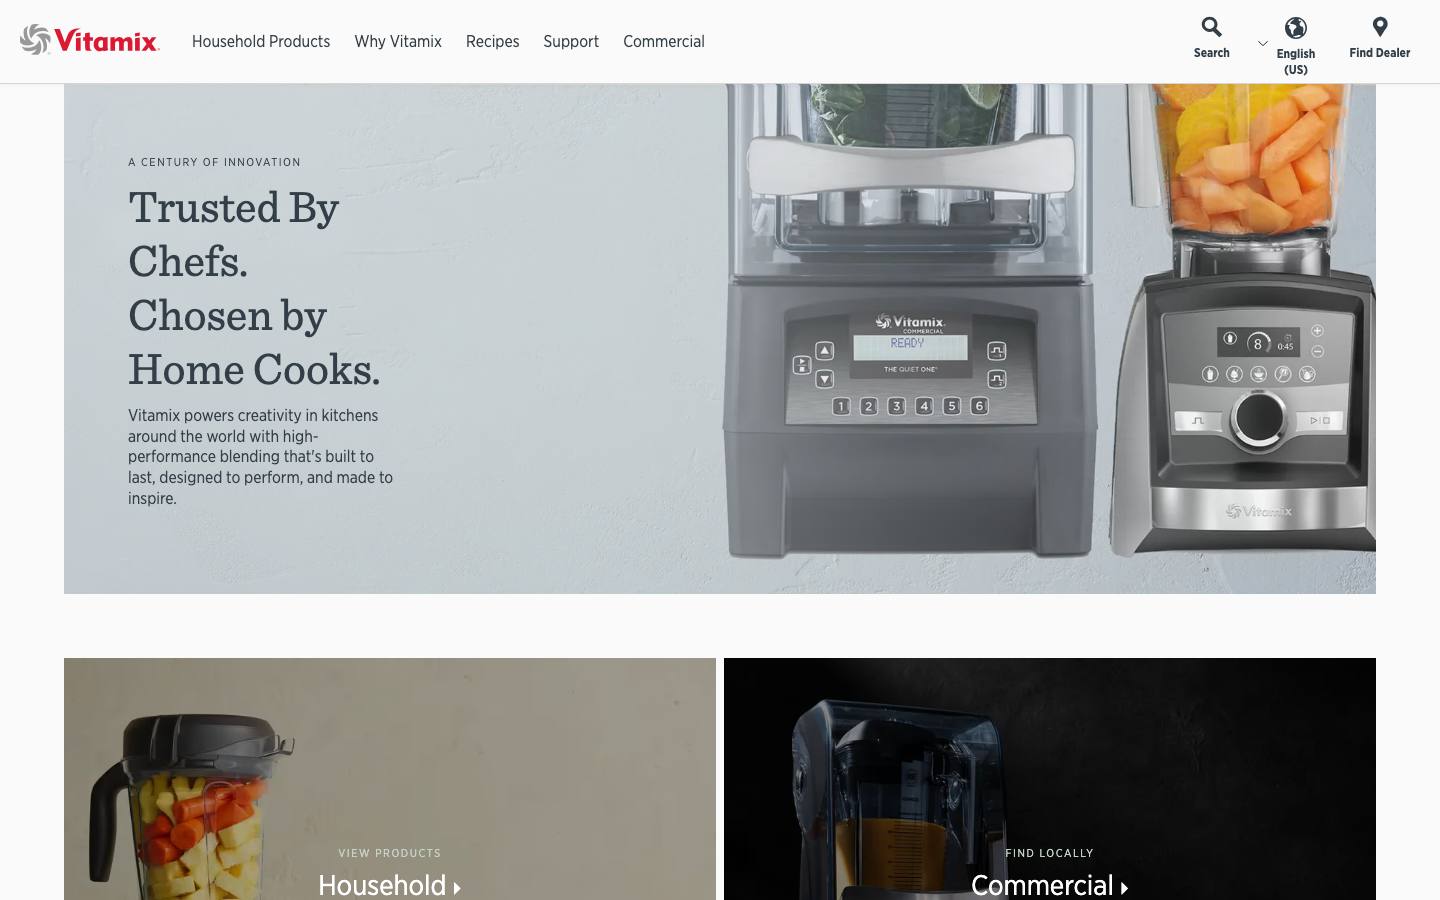 Vitamix
Household Products
Why Vitamix
Recipes
Support
Commercial
Search
English
(US)
Find Dealer
A CENTURY OF INNOVATION
Trusted By
Chefs.
Chosen by
Home Cooks.
Vitamix powers creativity in kitchens
around the world with high-
performance blending that's built to
last, designed to perform, and made to
inspire.
Vitamix.
COMMERCIAL
READY
THE QUIET ONE®
1 2 3 4 5 6
8
0:45
Vitamix
VIEW PRODUCTS
Household
FIND LOCALLY
Commercial